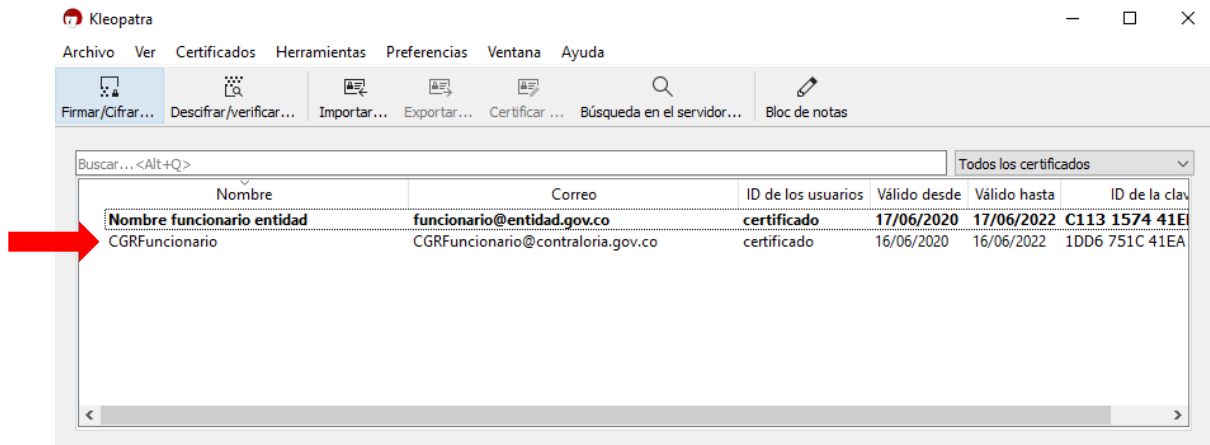 Kleopatra
Archivo Ver Certificados Herramientas Preferencias Ventana Ayuda
Firmar/Cifrar... Descifrar/verificar... Importar... Exportar... Certificar ... Búsqueda en el servidor... Bloc de notas
Buscar...<Alt+Q> Todos los certificados
Nombre Correo ID de los usuarios Válido desde Válido hasta ID de la clav
Nombre funcionario entidad funcionario@entidad.gov.co certificado 17/06/2020 17/06/2022 C113 1574 41EI
CGRFuncionario CGRFuncionario@contraloria.gov.co certificado 16/06/2020 16/06/2022 1DD6 751C 41EA